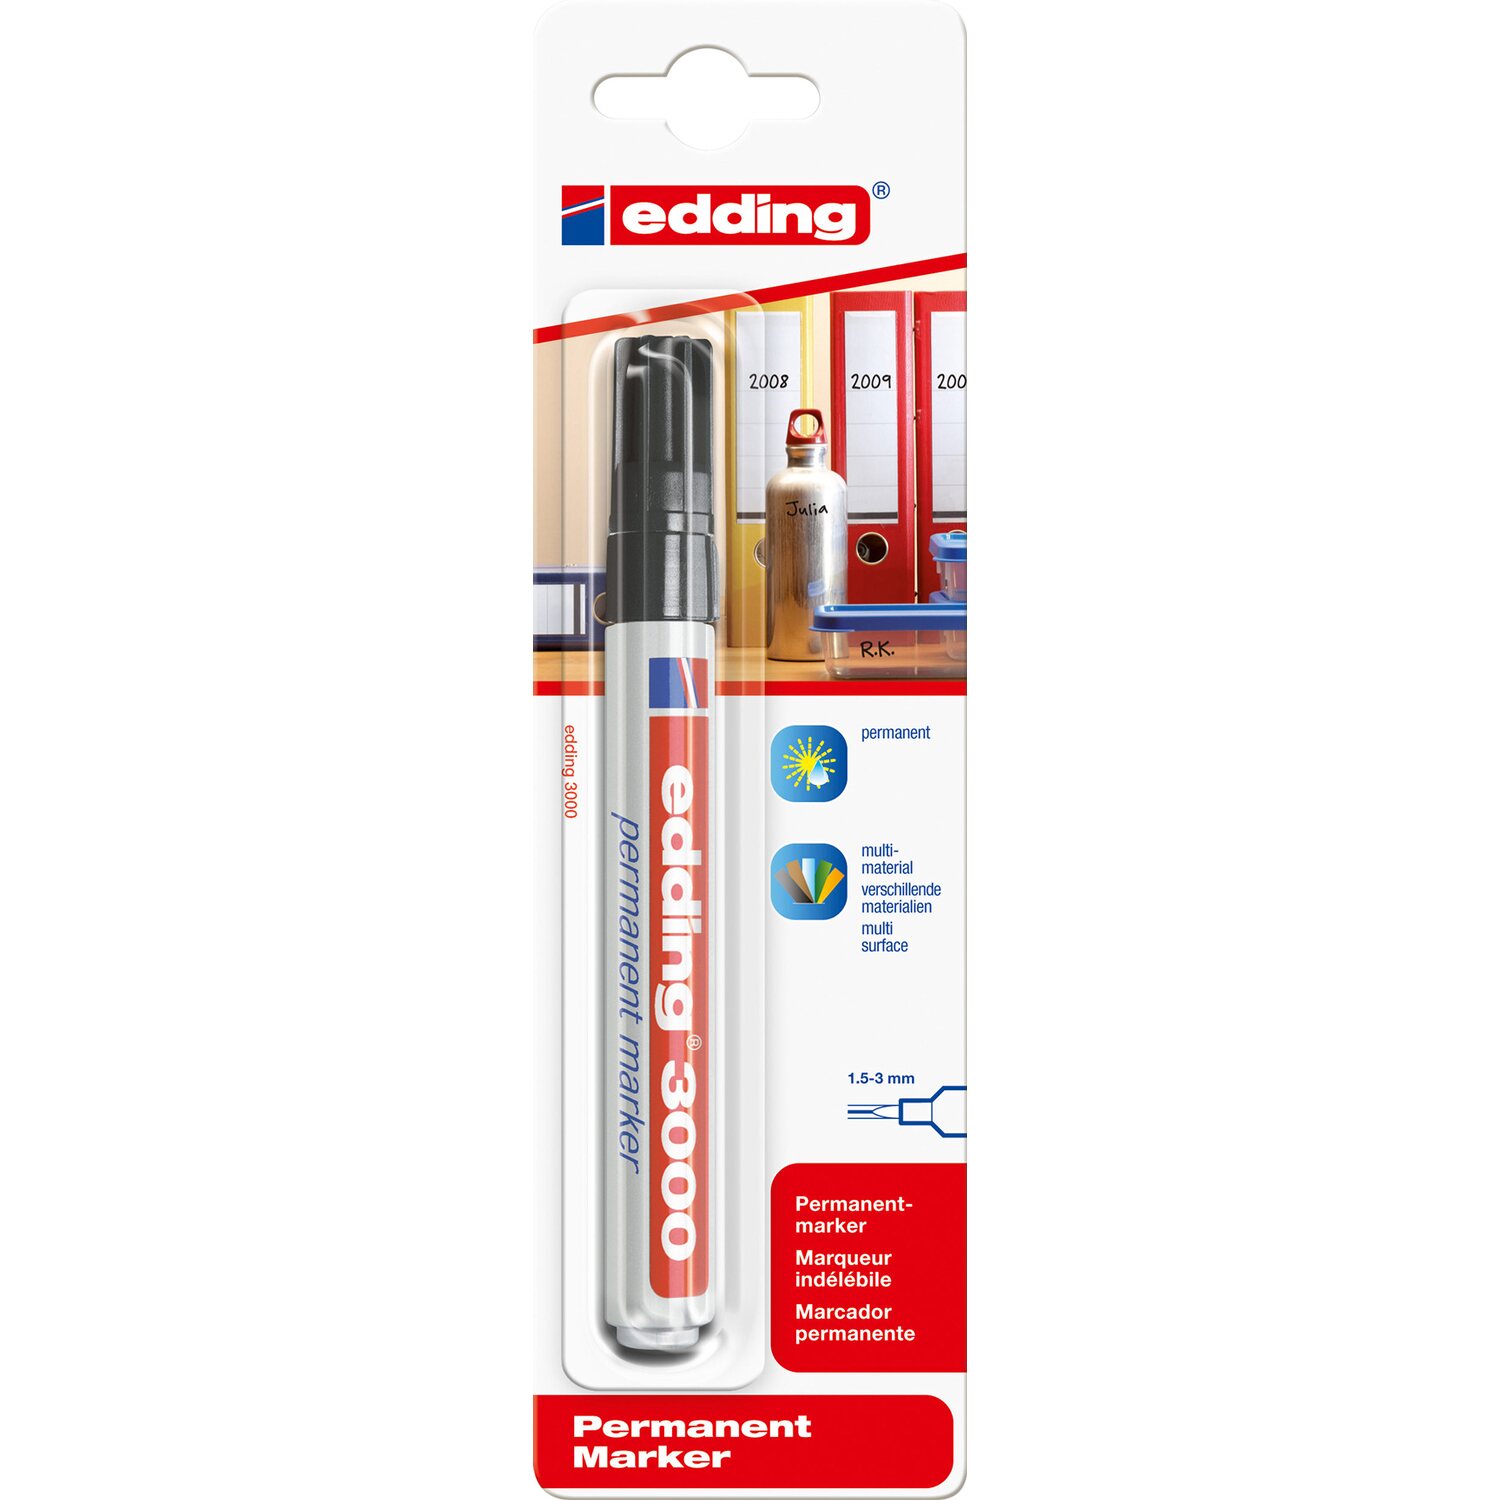 edding®
2008
2009
200
Julia
R.K.
edding 3000
edding® 3000
permanent marker
permanent
multi-
material
verschillende
materialien
multi
surface
1.5-3 mm
Permanent-
marker
Marqueur
indélébile
Marcador
permanente
Permanent
Marker